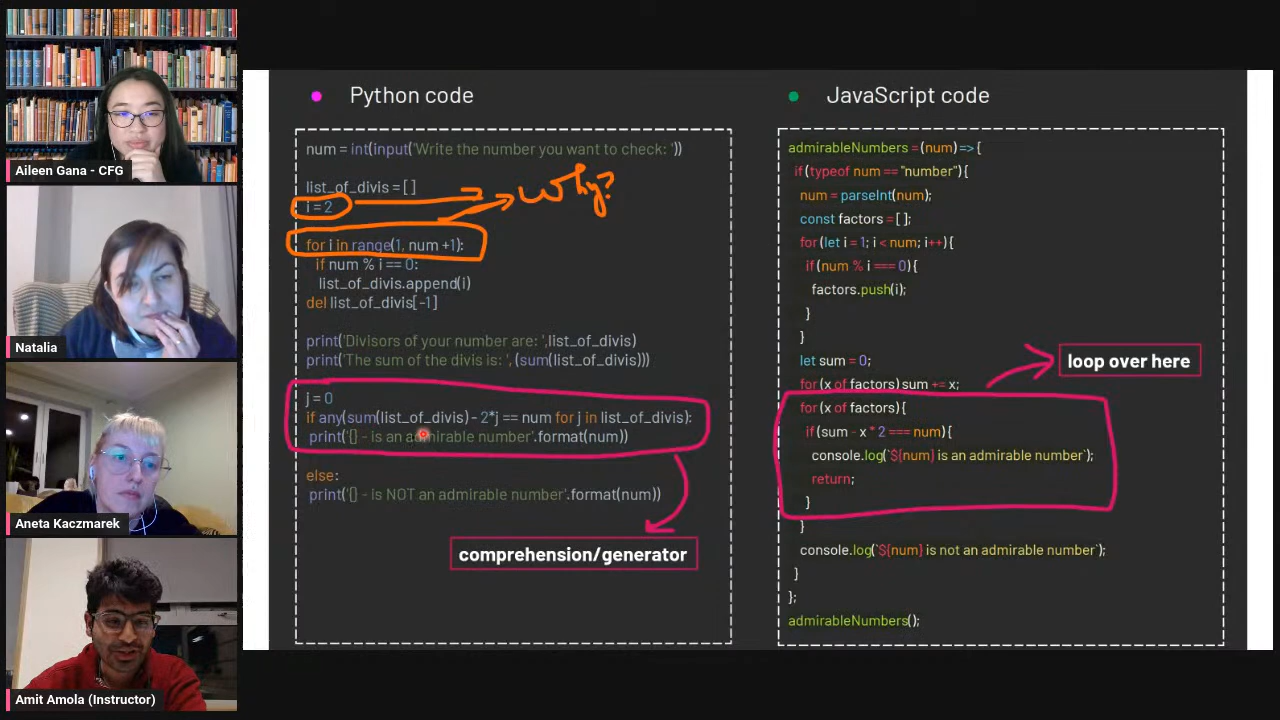 Aileen Gana - CFG
Natalia
Aneta Kaczmarek
Amit Amola (Instructor)
Python code
num = int(input('Write the number you want to check: '))
list_of_divis = [ ]
i = 2
Why?
for i in range(1, num +1):
if num % i == 0:
list_of_divis.append(i)
del list_of_divis[-1]
print('Divisors of your number are: ',list_of_divis)
print('The sum of the divis is: ', (sum(list_of_divis)))
j = 0
if any(sum(list_of_divis) - 2*j == num for j in list_of_divis):
print('{} - is an admirable number'.format(num))
else:
print('{} - is NOT an admirable number'.format(num))
comprehension/generator
JavaScript code
admirableNumbers = (num) => {
if (typeof num == "number") {
num = parseInt(num);
const factors = [ ];
for (let i = 1; i < num; i++) {
if (num % i === 0) {
factors.push(i);
}
}
let sum = 0;
for (x of factors) sum += x;
loop over here
for (x of factors) {
if (sum - x * 2 === num) {
console.log(`${num} is an admirable number`);
return;
}
}
console.log(`${num} is not an admirable number`);
}
};
admirableNumbers();